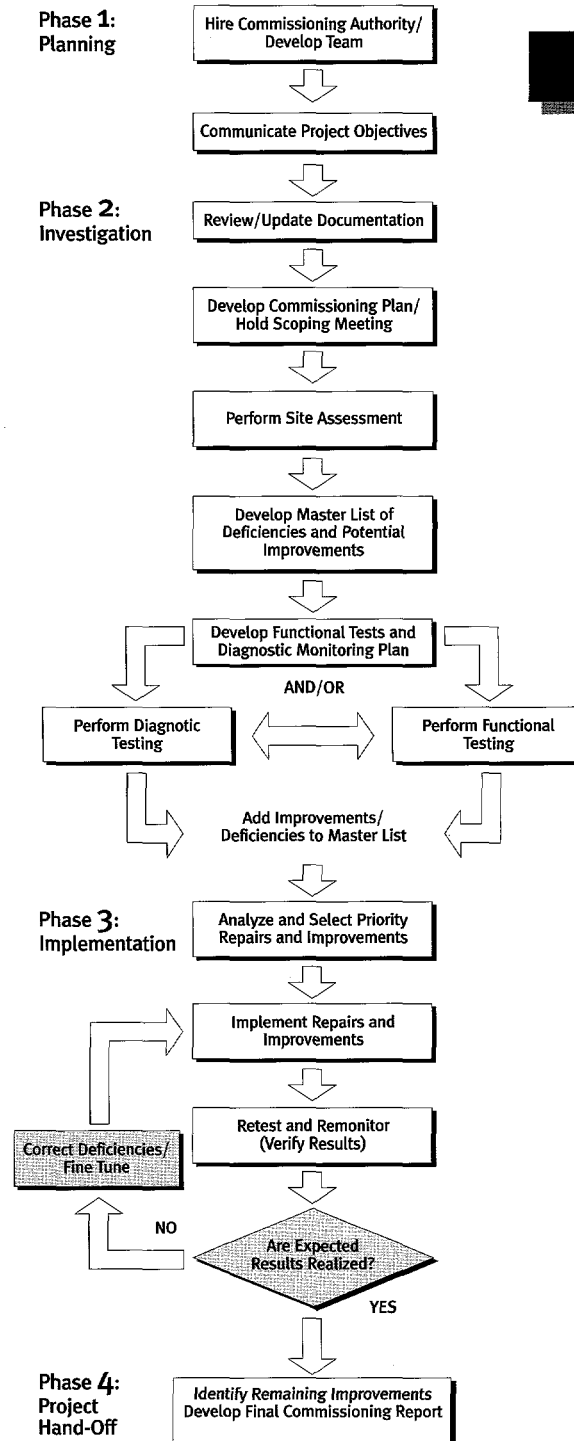 Phase 1:
Planning
Hire Commissioning Authority/
Develop Team
Communicate Project Objectives
Phase 2:
Investigation
Review/Update Documentation
Develop Commissioning Plan/
Hold Scoping Meeting
Perform Site Assessment
Develop Master List of
Deficiencies and Potential
Improvements
Develop Functional Tests and
Diagnostic Monitoring Plan
AND/OR
Perform Diagnotic
Testing
Perform Functional
Testing
Add Improvements/
Deficiencies to Master List
Phase 3:
Implementation
Analyze and Select Priority
Repairs and Improvements
Implement Repairs and
Improvements
Retest and Remonitor
(Verify Results)
Correct Deficiencies/
Fine Tune
NO
Are Expected
Results Realized?
YES
Phase 4:
Project
Hand-Off
Identify Remaining Improvements
Develop Final Commissioning Report